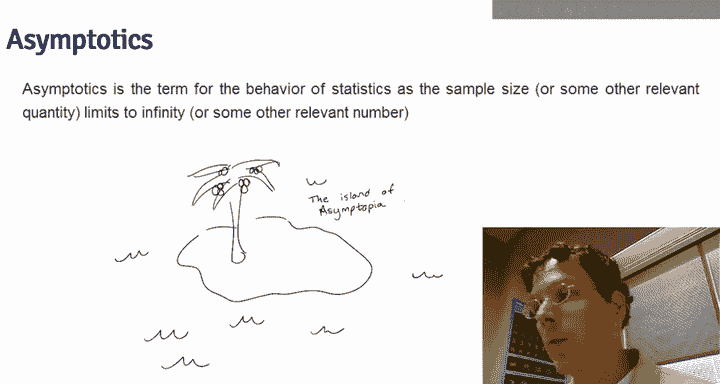 Asymptotics
Asymptotics is the term for the behavior of statistics as the sample size (or some other relevant
quantity) limits to infinity (or some other relevant number)
The island of
Asymptopia